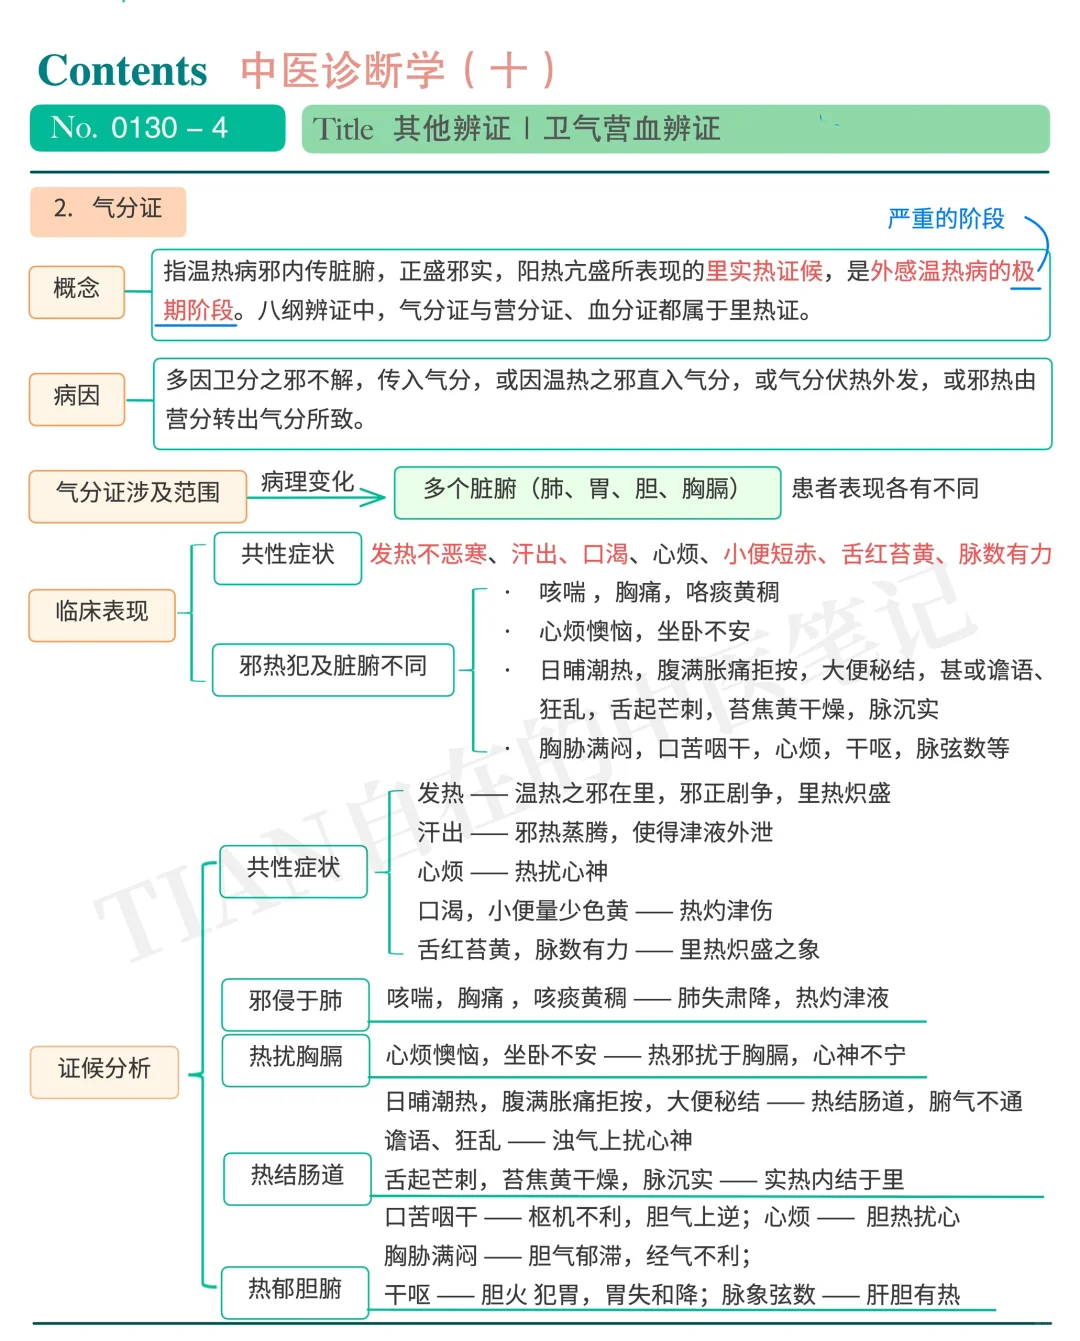 Contents 中医诊断学（十）
No. 0130 – 4
Title 其他辨证 | 卫气营血辨证
2. 气分证
严重的阶段
概念
指温热病邪内传脏腑，正盛邪实，阳热亢盛所表现的里实热证候，是外感温热病的极
期阶段。八纲辨证中，气分证与营分证、血分证都属于里热证。
病因
多因卫分之邪不解，传入气分，或因温热之邪直入气分，或气分伏热外发，或邪热由
营分转出气分所致。
气分证涉及范围
病理变化
多个脏腑（肺、胃、胆、胸膈）
患者表现各有不同
临床表现
共性症状
发热不恶寒、汗出、口渴、心烦、小便短赤、舌红苔黄、脉数有力
邪热犯及脏腑不同
· 咳喘 ，胸痛，咯痰黄稠
· 心烦懊恼，坐卧不安
· 日晡潮热，腹满胀痛拒按，大便秘结，甚或谵语、
狂乱，舌起芒刺，苔焦黄干燥，脉沉实
· 胸胁满闷，口苦咽干，心烦，干呕，脉弦数等
证候分析
共性症状
发热 —— 温热之邪在里，邪正剧争，里热炽盛
汗出 —— 邪热蒸腾，使得津液外泄
心烦 —— 热扰心神
口渴，小便量少色黄 —— 热灼津伤
舌红苔黄，脉数有力 —— 里热炽盛之象
邪侵于肺
咳喘，胸痛 ，咳痰黄稠 —— 肺失肃降，热灼津液
热扰胸膈
心烦懊恼，坐卧不安 —— 热邪扰于胸膈，心神不宁
热结肠道
日晡潮热，腹满胀痛拒按，大便秘结 —— 热结肠道，腑气不通
谵语、狂乱 —— 浊气上扰心神
舌起芒刺，苔焦黄干燥，脉沉实 —— 实热内结于里
热郁胆腑
口苦咽干 —— 枢机不利，胆气上逆；心烦 —— 胆热扰心
胸胁满闷 —— 胆气郁滞，经气不利；
干呕 —— 胆火 犯胃，胃失和降；脉象弦数 —— 肝胆有热
TIAN自在的中医笔记